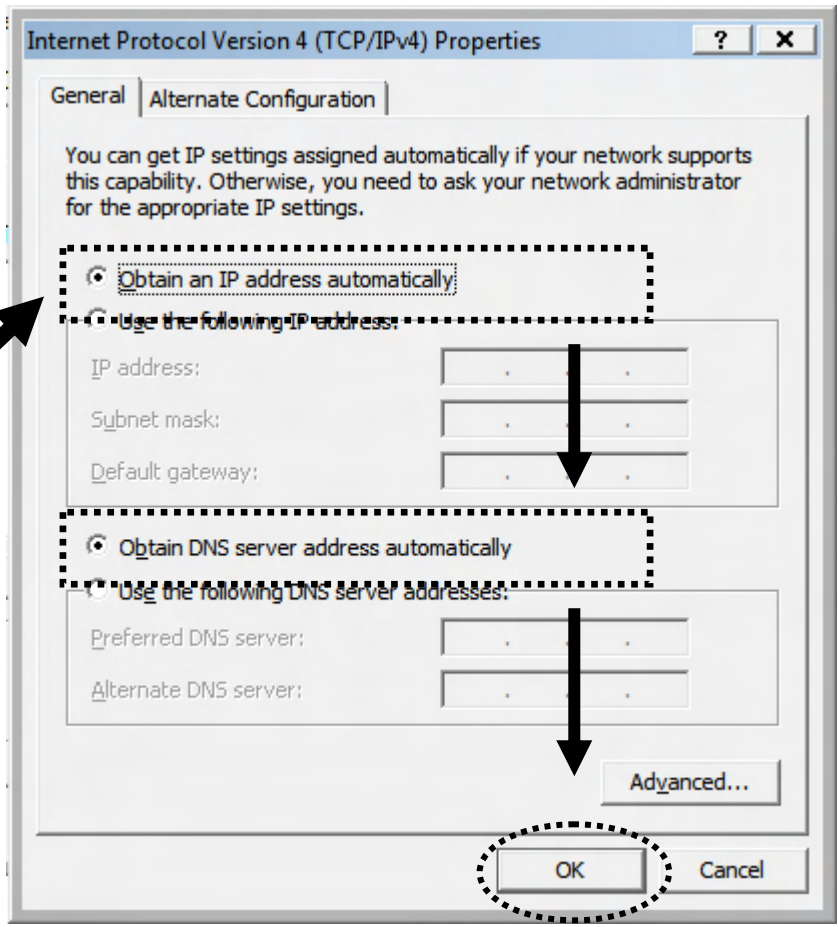 Internet Protocol Version 4 (TCP/IPv4) Properties
General
Alternate Configuration
You can get IP settings assigned automatically if your network supports
this capability. Otherwise, you need to ask your network administrator
for the appropriate IP settings.
Obtain an IP address automatically
Use the following IP address:
IP address:
Subnet mask:
Default gateway:
Obtain DNS server address automatically
Use the following DNS server addresses:
Preferred DNS server:
Alternate DNS server:
Advanced...
OK
Cancel